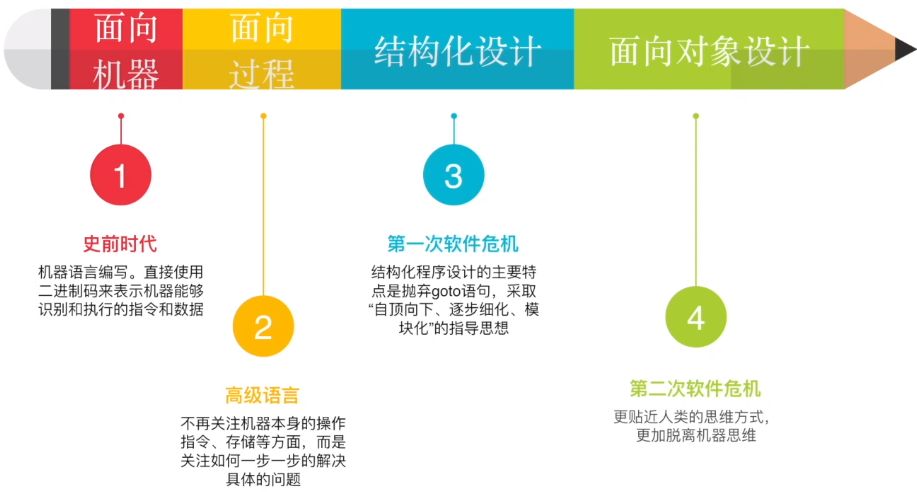 面向
机器
面向
过程
结构化设计
面向对象设计
1
史前时代
机器语言编写。直接使用
二进制码来表示机器能够
识别和执行的指令和数据
2
高级语言
不再关注机器本身的操作
指令、存储等方面，而是
关注如何一步一步的解决
具体的问题
3
第一次软件危机
结构化程序设计的主要特
点是抛弃goto语句，采取
“自顶向下、逐步细化、模
块化”的指导思想
4
第二次软件危机
更贴近人类的思维方式，
更加脱离机器思维